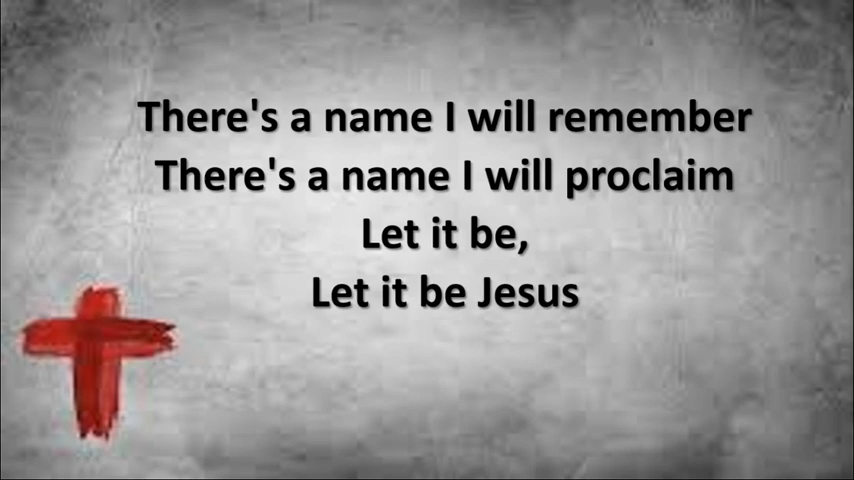 There's a name I will remember
There's a name I will proclaim
Let it be,
Let it be Jesus